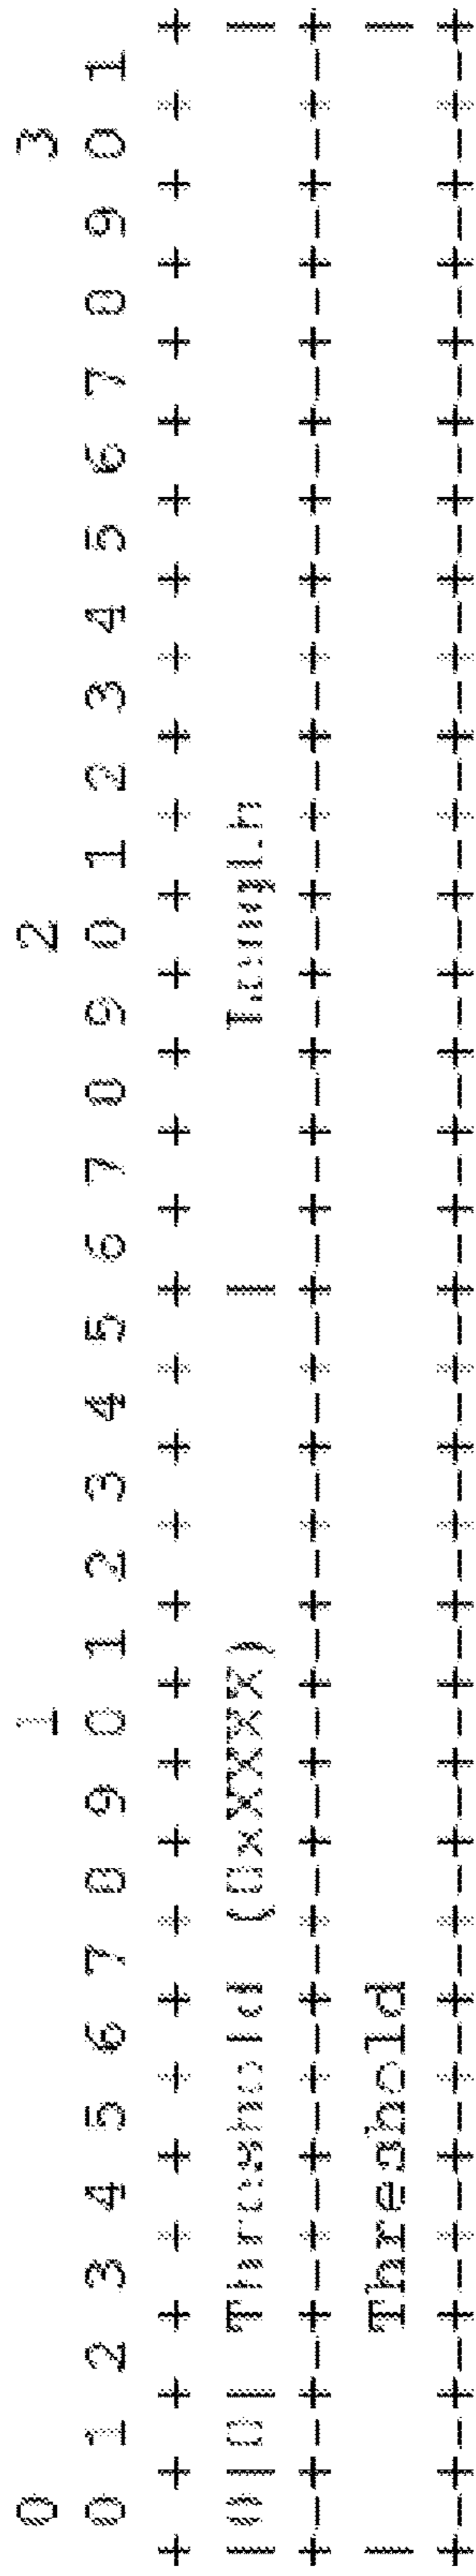 0 1 2 3
0 1 2 3 4 5 6 7 8 9 0 1 2 3 4 5 6 7 8 9 0 1 2 3 4 5 6 7 8 9 0 1
+ + + + + + + + + + + + + + + + + + + + + + + + + + + + + + + + +
|0|0| Threshold (0xXXXX) | Length |
+-+-+-+-+-+-+-+-+-+-+-+-+-+-+-+-+-+-+-+-+-+-+-+-+-+-+-+-+-+-+-+-+
| Threshold |
+-+-+-+-+-+-+-+-+-+-+-+-+-+-+-+-+-+-+-+-+-+-+-+-+-+-+-+-+-+-+-+-+